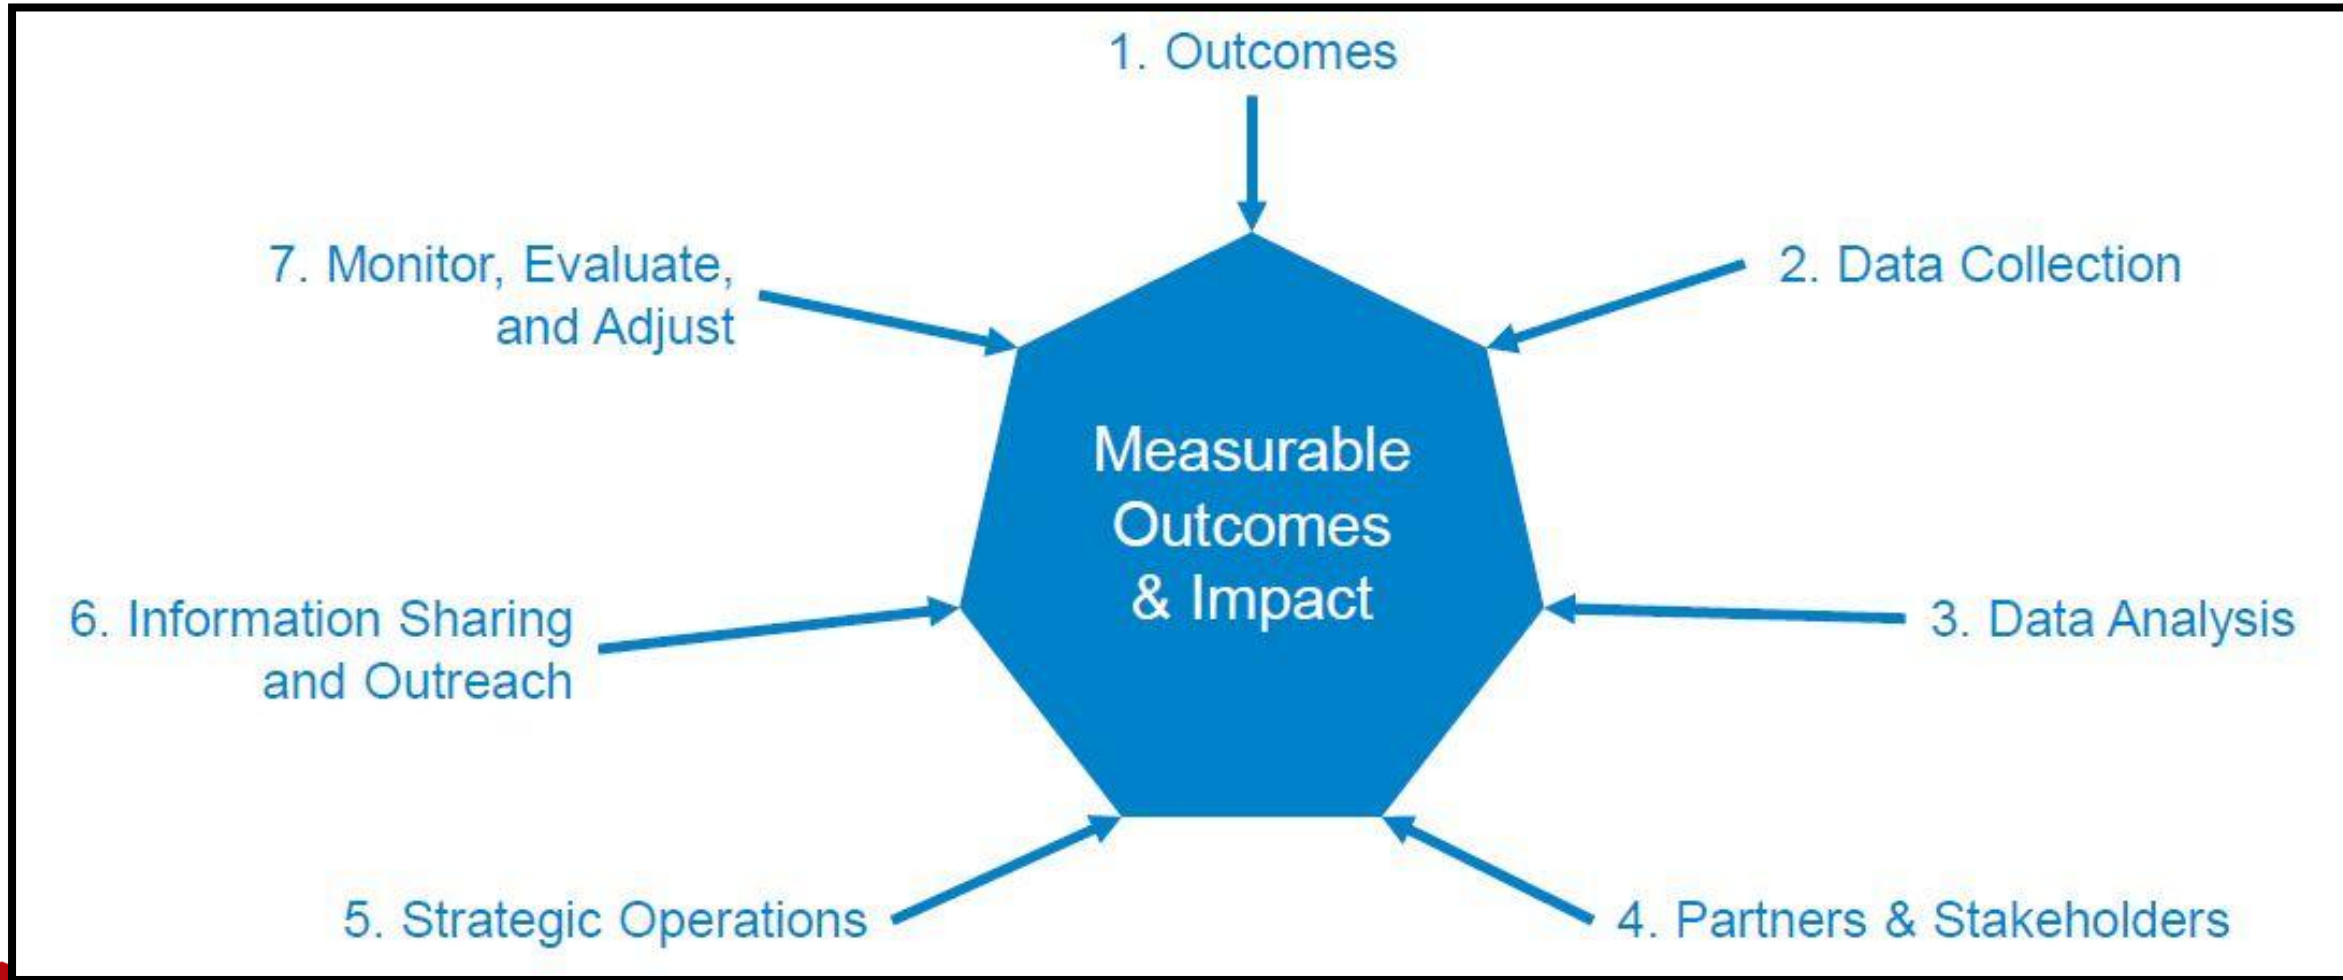 1. Outcomes
2. Data Collection
3. Data Analysis
4. Partners & Stakeholders
5. Strategic Operations
6. Information Sharing
and Outreach
7. Monitor, Evaluate,
and Adjust
Measurable
Outcomes
& Impact